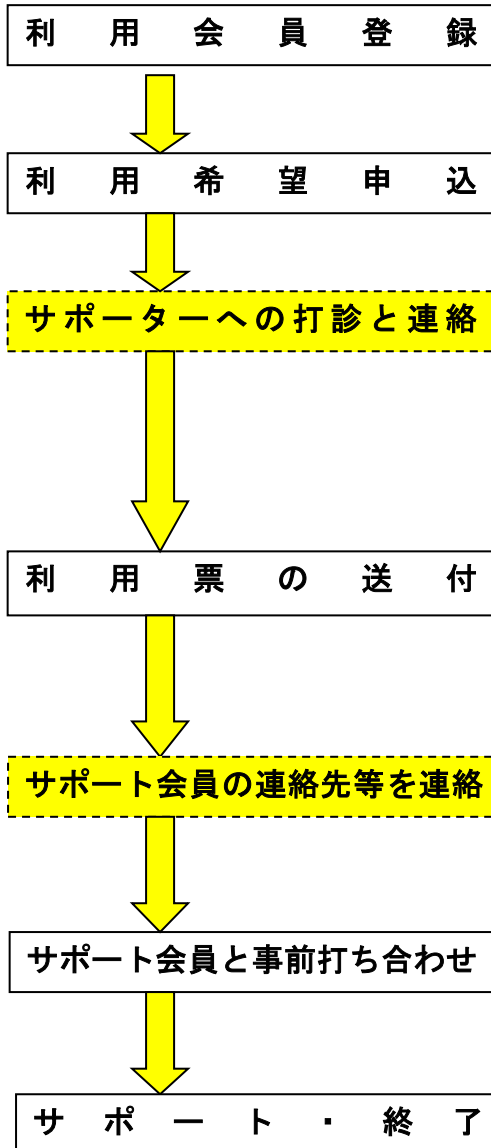 利用会員登録
利用希望申込
サポーターへの打診と連絡
利用票の送付
サポート会員の連絡先等を連絡
サポート会員と事前打ち合わせ
サポート・終了